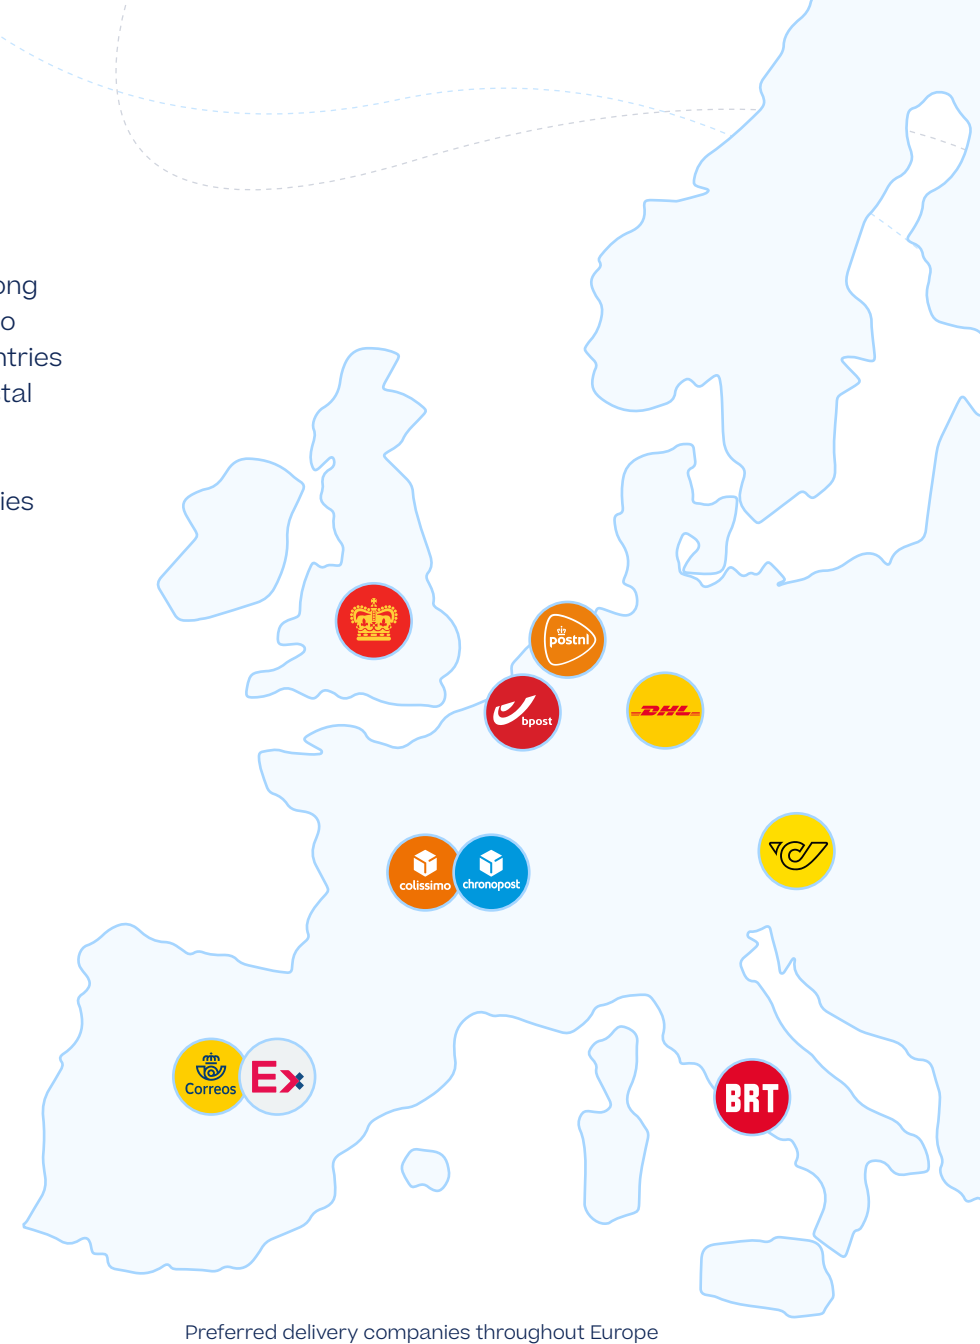 ong
o
ntries
tal
ies
postnl
bpost
DHL
colissimo
chronopost
Correos
Ex
BRT
Preferred delivery companies throughout Europe